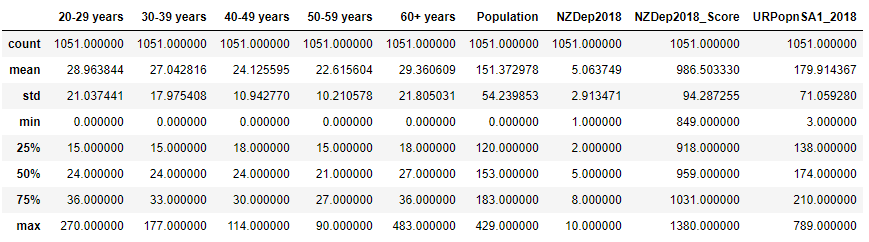 20-29 years 30-39 years 40-49 years 50-59 years 60+ years Population NZDep2018 NZDep2018_Score URPopnSA1_2018
count 1051.000000 1051.000000 1051.000000 1051.000000 1051.000000 1051.000000 1051.000000 1051.000000 1051.000000
mean 28.963844 27.042816 24.125595 22.615604 29.360609 151.372978 5.063749 986.503330 179.914367
std 21.037441 17.975408 10.942770 10.210578 21.805031 54.239853 2.913471 94.287255 71.059280
min 0.000000 0.000000 0.000000 0.000000 0.000000 0.000000 1.000000 849.000000 3.000000
25% 15.000000 15.000000 18.000000 15.000000 18.000000 120.000000 2.000000 918.000000 138.000000
50% 24.000000 24.000000 24.000000 21.000000 27.000000 153.000000 5.000000 959.000000 174.000000
75% 36.000000 33.000000 30.000000 27.000000 36.000000 183.000000 8.000000 1031.000000 210.000000
max 270.000000 177.000000 114.000000 90.000000 483.000000 429.000000 10.000000 1380.000000 789.000000